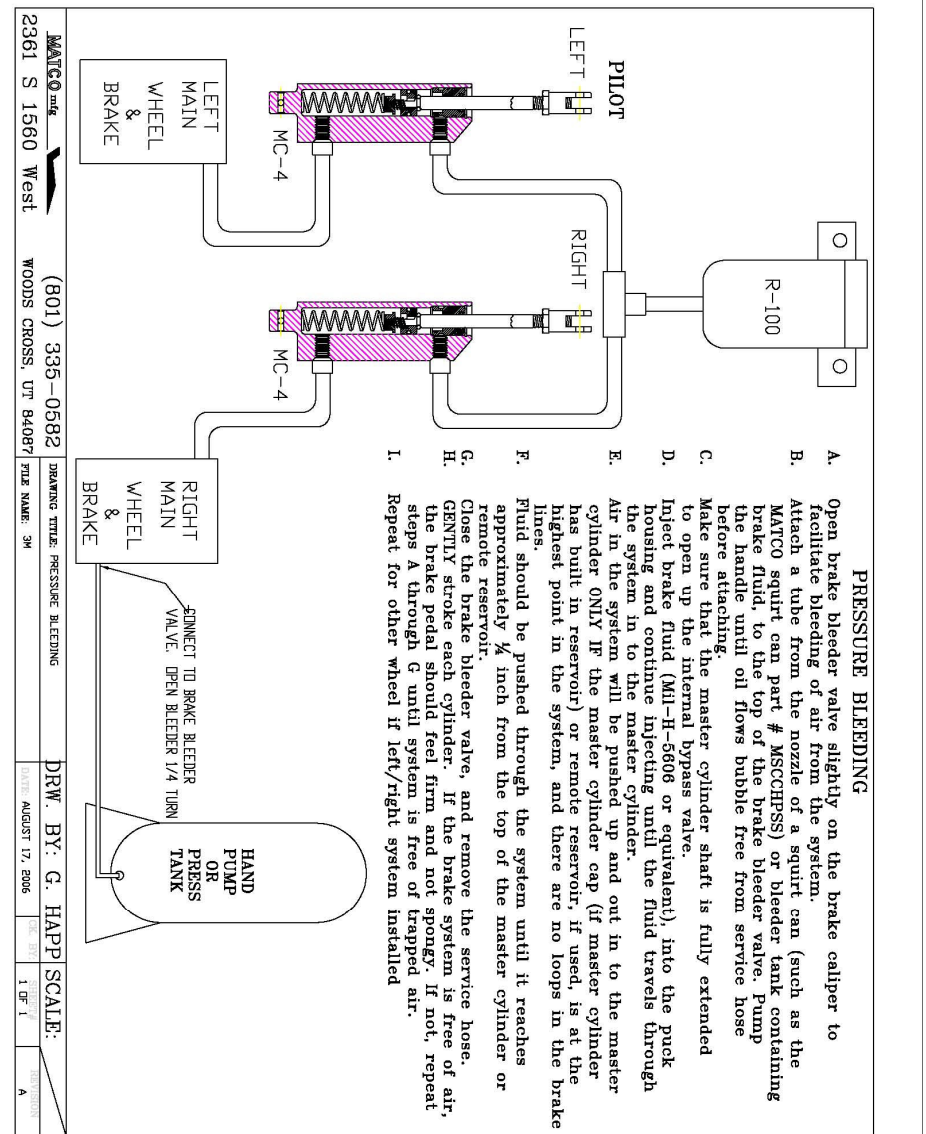 PRESSURE BLEEDING
A. Open brake bleeder valve slightly on the brake caliper to
facilitate bleeding of air from the system.
B. Attach a tube from the nozzle of a squirt can (such as the
MATCO squirt can part # MSCCHPSS) or bleeder tank containing
brake fluid, to the top of the brake bleeder valve. Pump
the handle until oil flows bubble free from service hose
before attaching.
C. Make sure that the master cylinder shaft is fully extended
to open up the internal bypass valve.
D. Inject brake fluid (Mil-H-5606 or equivalent), into the puck
housing and continue injecting until the fluid travels through
the system in to the master cylinder.
E. Air in the system will be pushed up and out in to the master
cylinder ONLY IF the master cylinder cap (if master cylinder
has built in reservoir) or remote reservoir, if used, is at the
highest point in the system, and there are no loops in the brake
lines.
F. Fluid should be pushed through the system until it reaches
approximately ¼ inch from the top of the master cylinder or
remote reservoir.
G. Close the brake bleeder valve, and remove the service hose.
H. GENTLY stroke each cylinder. If the brake system is free of air,
the brake pedal should feel firm and not spongy. If not, repeat
steps A through G until system is free of trapped air.
I. Repeat for other wheel if left/right system installed
R-100
PILOT
LEFT
RIGHT
MC-4
MC-4
LEFT
MAIN
WHEEL
&
BRAKE
RIGHT
MAIN
WHEEL
&
BRAKE
CONNECT TO BRAKE BLEEDER
VALVE. OPEN BLEEDER 1/4 TURN
HAND
PUMP
OR
PRESS
TANK
MATCO mfg
(801) 335-0582
2361 S 1560 West
WOODS CROSS, UT 84087
DRAWING TITLE: PRESSURE BLEEDING
FILE NAME: 3M
DRW. BY: G. HAPP
SCALE:
DATE: AUGUST 17, 2006
CK. BY:
SHEET#
1 OF 1
REVISION
A